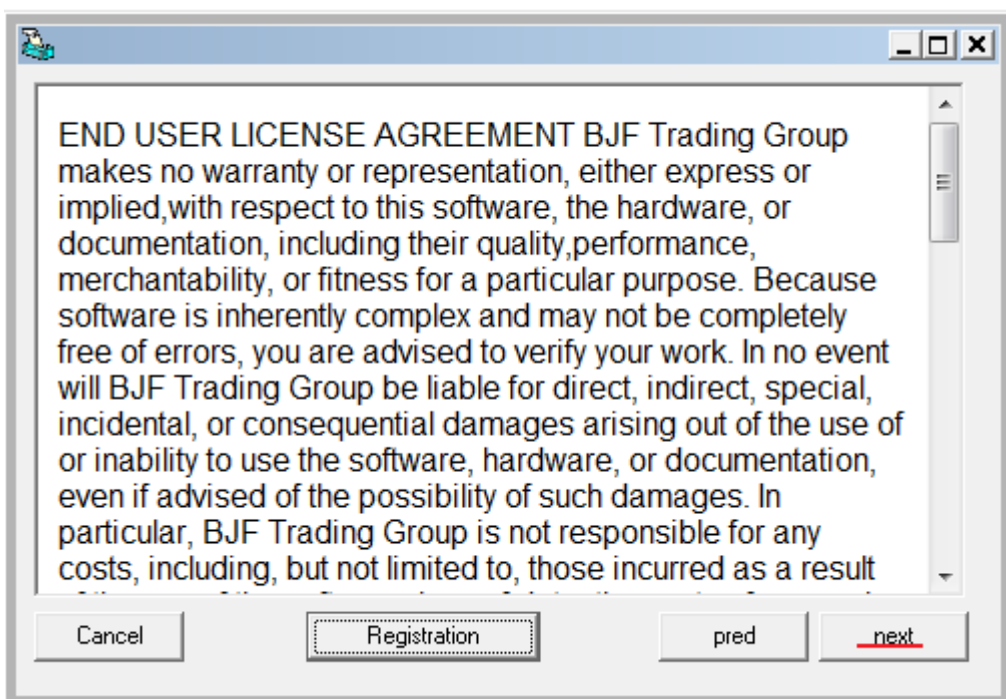 END USER LICENSE AGREEMENT BJF Trading Group
makes no warranty or representation, either express or
implied,with respect to this software, the hardware, or
documentation, including their quality,performance,
merchantability, or fitness for a particular purpose. Because
software is inherently complex and may not be completely
free of errors, you are advised to verify your work. In no event
will BJF Trading Group be liable for direct, indirect, special,
incidental, or consequential damages arising out of the use of
or inability to use the software, hardware, or documentation,
even if advised of the possibility of such damages. In
particular, BJF Trading Group is not responsible for any
costs, including, but not limited to, those incurred as a result
Cancel Registration pred next